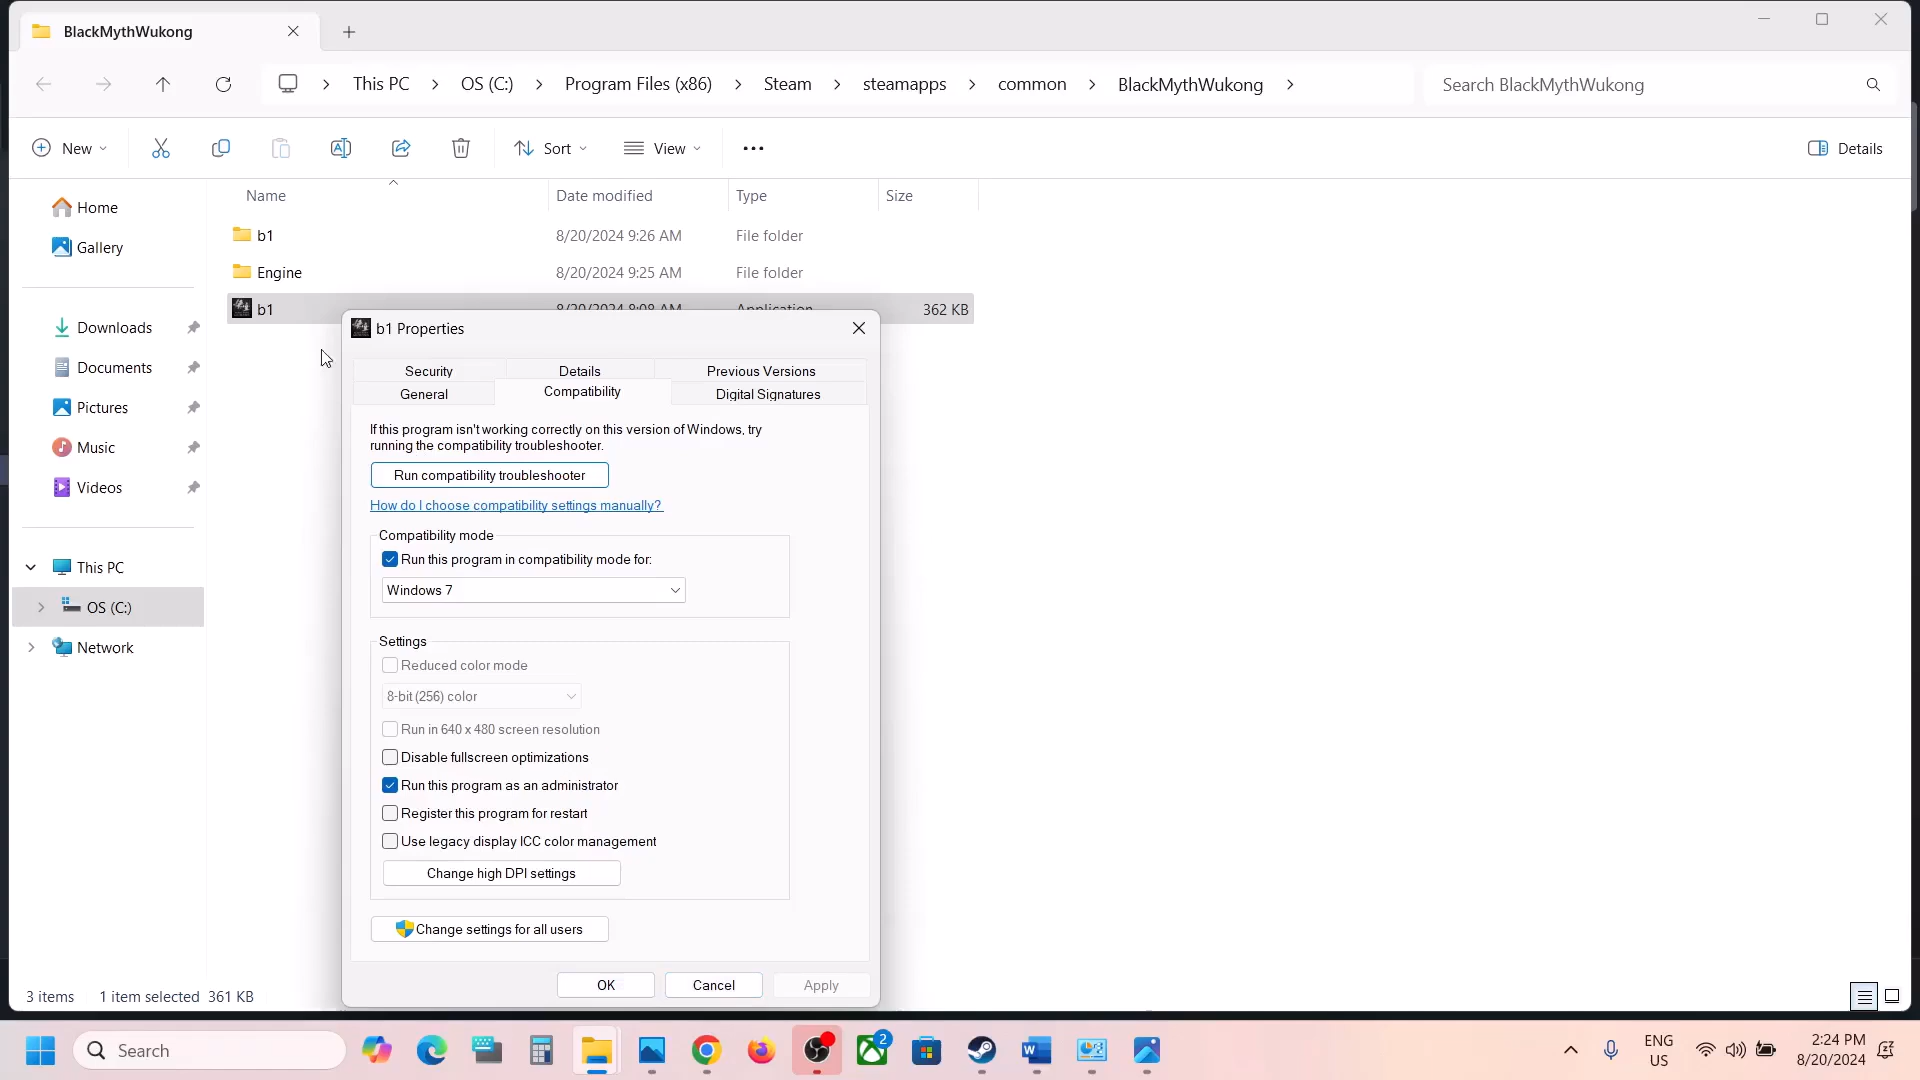 BlackMythWukong
This PC > OS (C:) > Program Files (x86) > Steam > steamapps > common > BlackMythWukong >
Search BlackMythWukong
New
Sort
View
Details
Name Date modified Type Size
b1 8/20/2024 9:26 AM File folder
Engine 8/20/2024 9:25 AM File folder
b1 8/20/2024 8:08 AM Application 362 KB
Home
Gallery
Downloads
Documents
Pictures
Music
Videos
This PC
OS (C:)
Network
b1 Properties
Security Details Previous Versions
General Compatibility Digital Signatures
If this program isn't working correctly on this version of Windows, try
running the compatibility troubleshooter.
Run compatibility troubleshooter
How do I choose compatibility settings manually?
Compatibility mode
Run this program in compatibility mode for:
Windows 7
Settings
Reduced color mode
8-bit (256) color
Run in 640 x 480 screen resolution
Disable fullscreen optimizations
Run this program as an administrator
Register this program for restart
Use legacy display ICC color management
Change high DPI settings
Change settings for all users
OK Cancel Apply
3 items 1 item selected 361 KB
Search
2
ENG
US
2:24 PM
8/20/2024